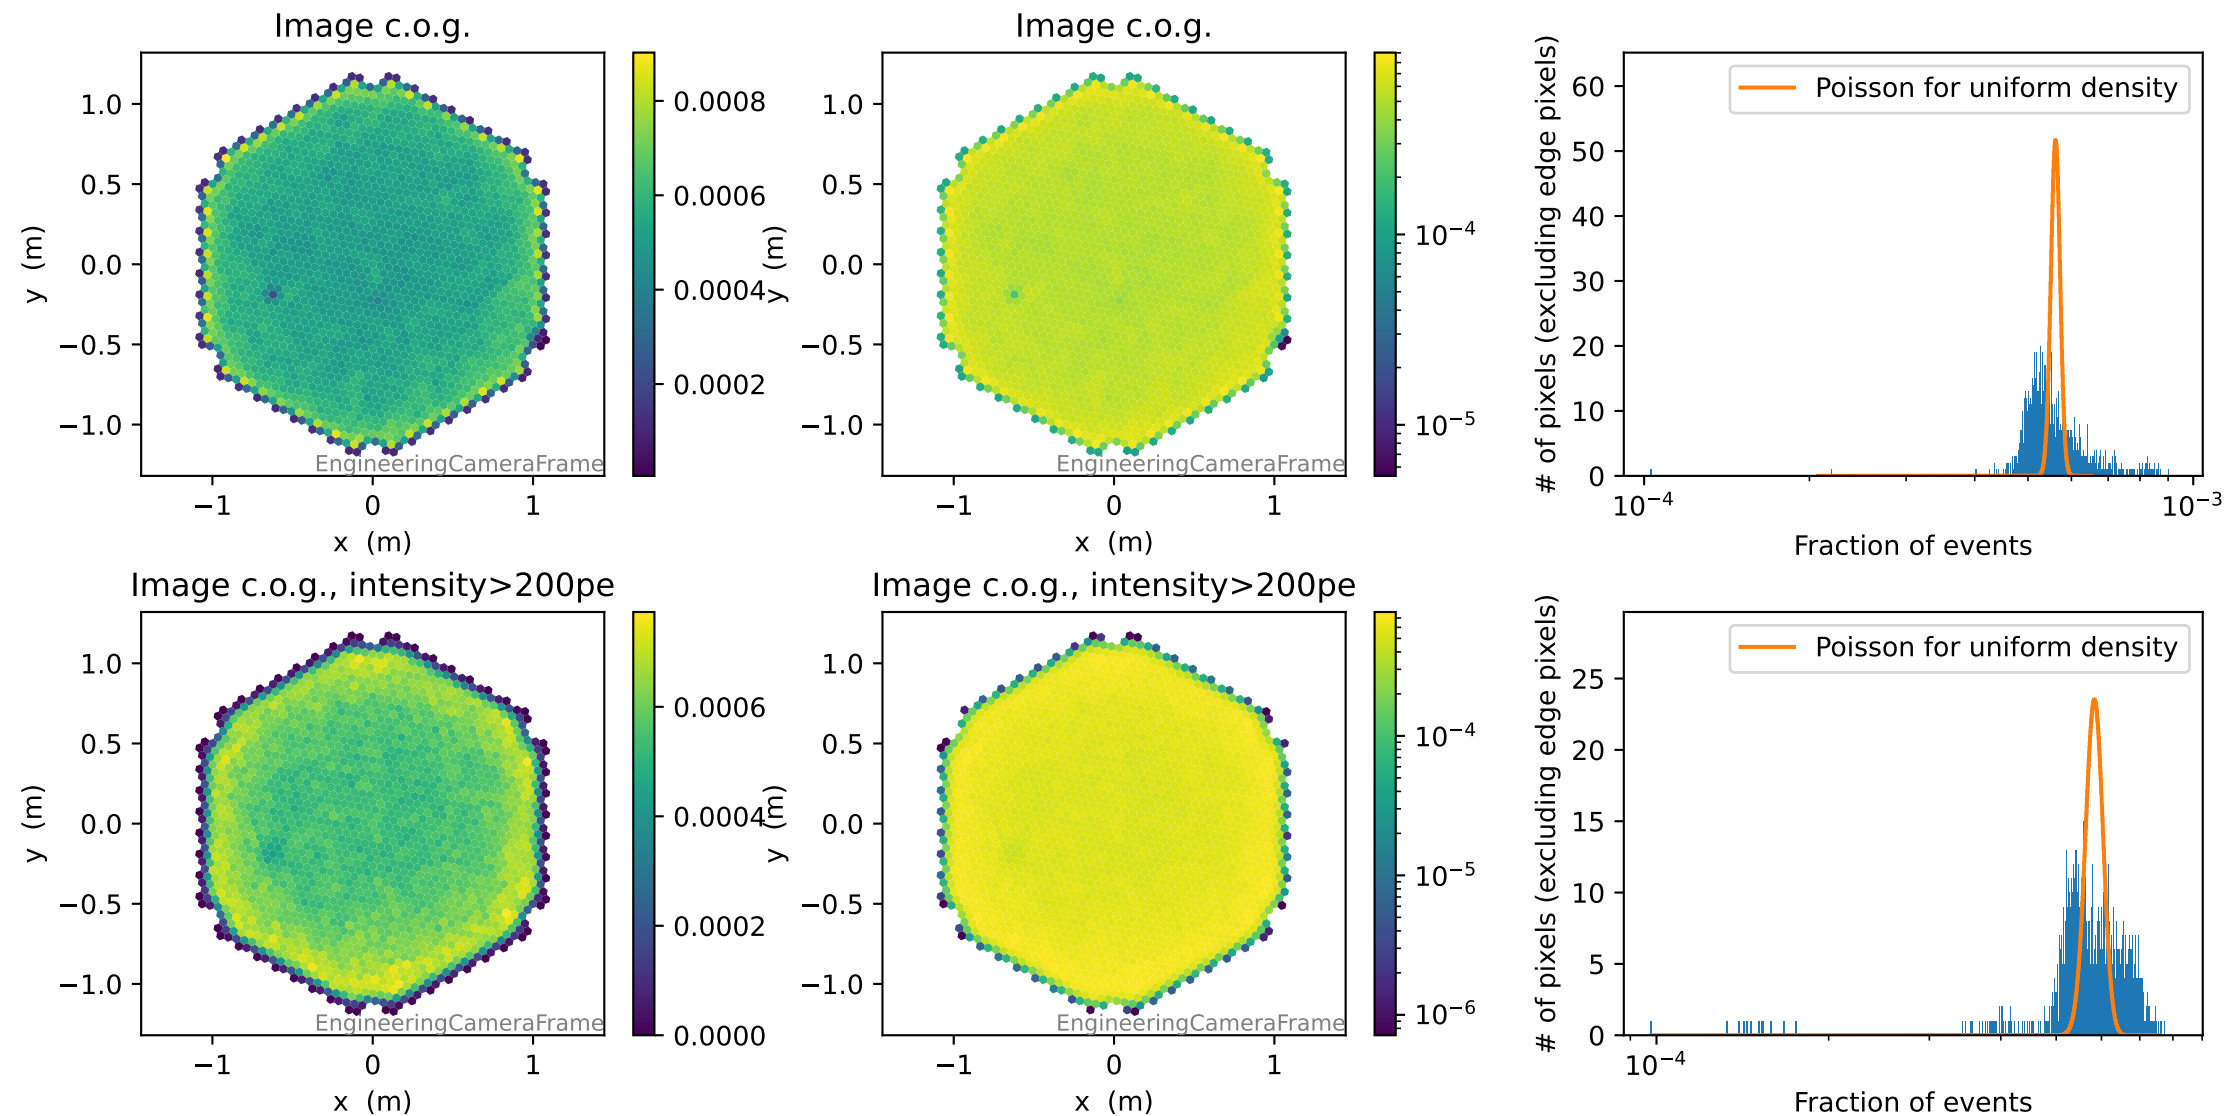 Image c.o.g.
1.0
0.5
0.0
−0.5
−1.0
y (m)
−1
0
1
x (m)
EngineeringCameraFrame
0.0008
0.0006
0.0004
0.0002
Image c.o.g.
1.0
0.5
0.0
−0.5
−1.0
y (m)
−1
0
1
x (m)
EngineeringCameraFrame
10⁻⁴
10⁻⁵
Poisson for uniform density
60
50
40
30
20
10
0
# of pixels (excluding edge pixels)
10⁻⁴
10⁻³
Fraction of events
Image c.o.g., intensity>200pe
1.0
0.5
0.0
−0.5
−1.0
y (m)
−1
0
1
x (m)
EngineeringCameraFrame
0.0006
0.0004
0.0002
0.0000
Image c.o.g., intensity>200pe
1.0
0.5
0.0
−0.5
−1.0
y (m)
−1
0
1
x (m)
EngineeringCameraFrame
10⁻⁴
10⁻⁵
10⁻⁶
Poisson for uniform density
25
20
15
10
5
0
# of pixels (excluding edge pixels)
10⁻⁴
Fraction of events